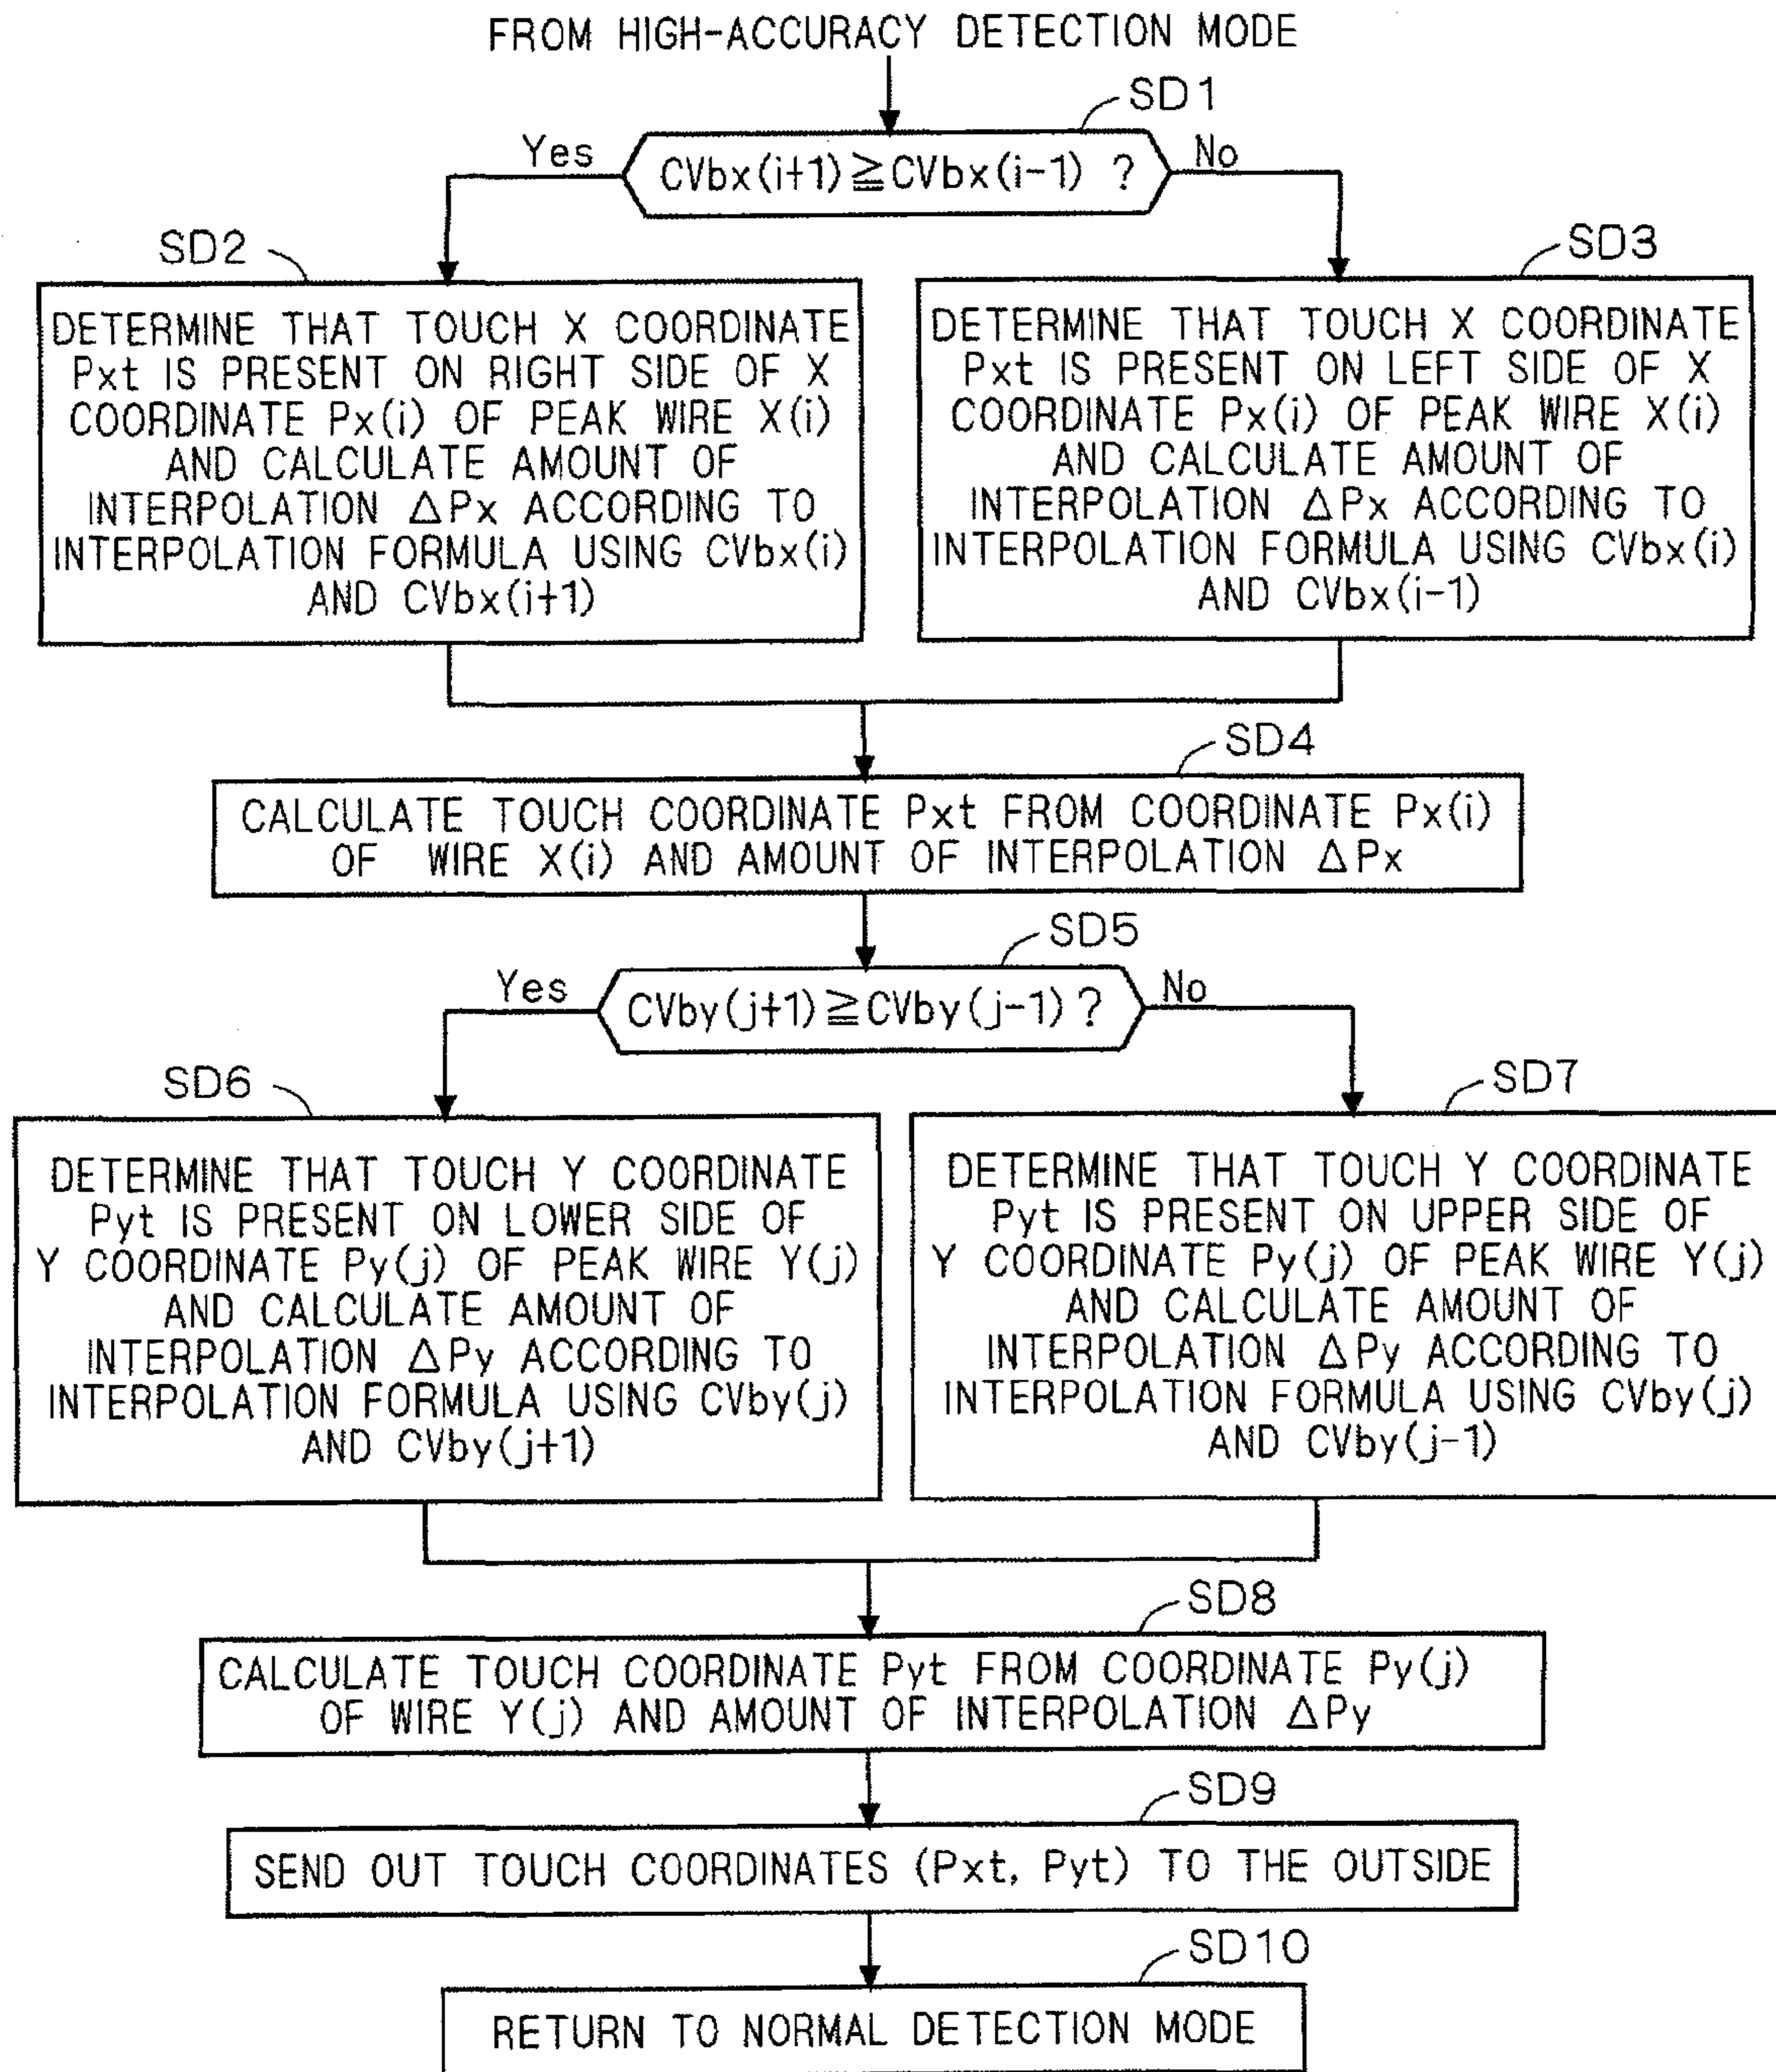 FROM HIGH-ACCURACY DETECTION MODE
SD1
Yes
CVbx(i+1)≧CVbx(i-1) ?
No
SD2
DETERMINE THAT TOUCH X COORDINATE
Pxt IS PRESENT ON RIGHT SIDE OF X
COORDINATE Px(i) OF PEAK WIRE X(i)
AND CALCULATE AMOUNT OF
INTERPOLATION ΔPx ACCORDING TO
INTERPOLATION FORMULA USING CVbx(i)
AND CVbx(i+1)
SD3
DETERMINE THAT TOUCH X COORDINATE
Pxt IS PRESENT ON LEFT SIDE OF X
COORDINATE Px(i) OF PEAK WIRE X(i)
AND CALCULATE AMOUNT OF
INTERPOLATION ΔPx ACCORDING TO
INTERPOLATION FORMULA USING CVbx(i)
AND CVbx(i-1)
SD4
CALCULATE TOUCH COORDINATE Pxt FROM COORDINATE Px(i)
OF WIRE X(i) AND AMOUNT OF INTERPOLATION ΔPx
SD5
Yes
CVby(j+1)≧CVby(j-1) ?
No
SD6
DETERMINE THAT TOUCH Y COORDINATE
Pyt IS PRESENT ON LOWER SIDE OF
Y COORDINATE Py(j) OF PEAK WIRE Y(j)
AND CALCULATE AMOUNT OF
INTERPOLATION ΔPy ACCORDING TO
INTERPOLATION FORMULA USING CVby(j)
AND CVby(j+1)
SD7
DETERMINE THAT TOUCH Y COORDINATE
Pyt IS PRESENT ON UPPER SIDE OF
Y COORDINATE Py(j) OF PEAK WIRE Y(j)
AND CALCULATE AMOUNT OF
INTERPOLATION ΔPy ACCORDING TO
INTERPOLATION FORMULA USING CVby(j)
AND CVby(j-1)
SD8
CALCULATE TOUCH COORDINATE Pyt FROM COORDINATE Py(j)
OF WIRE Y(j) AND AMOUNT OF INTERPOLATION ΔPy
SD9
SEND OUT TOUCH COORDINATES (Pxt, Pyt) TO THE OUTSIDE
SD10
RETURN TO NORMAL DETECTION MODE